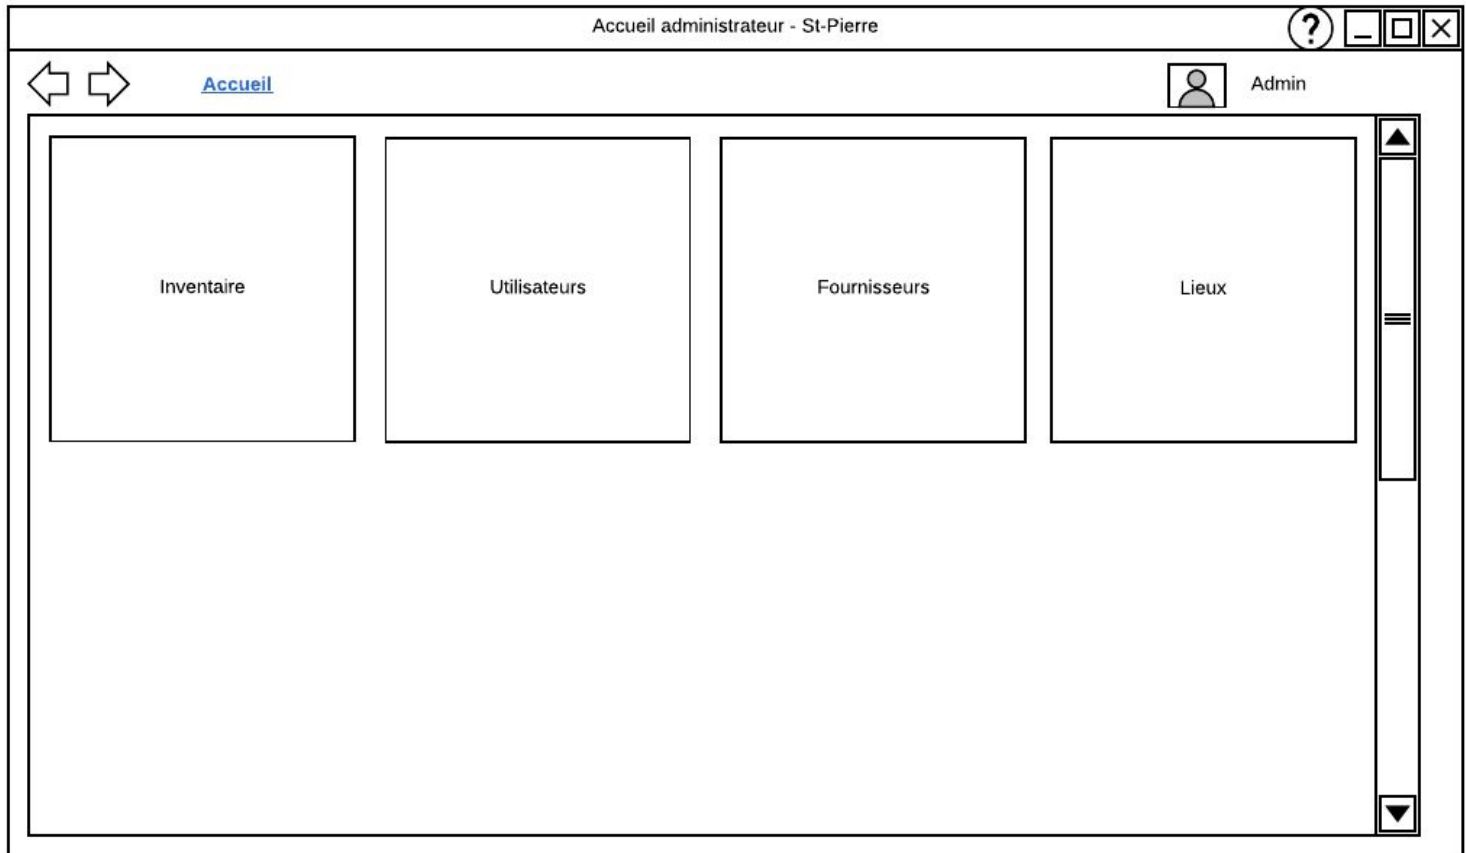 Accueil administrateur - St-Pierre
?
Accueil
Admin
Inventaire
Utilisateurs
Fournisseurs
Lieux